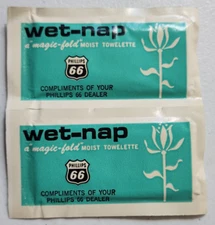 wet-nap
a magic-fold MOIST TOWELETTE
PHILLIPS
66
COMPLIMENTS OF YOUR
PHILLIPS 66 DEALER
wet-nap
a magic-fold MOIST TOWELETTE
PHILLIPS
66
COMPLIMENTS OF YOUR
PHILLIPS 66 DEALER